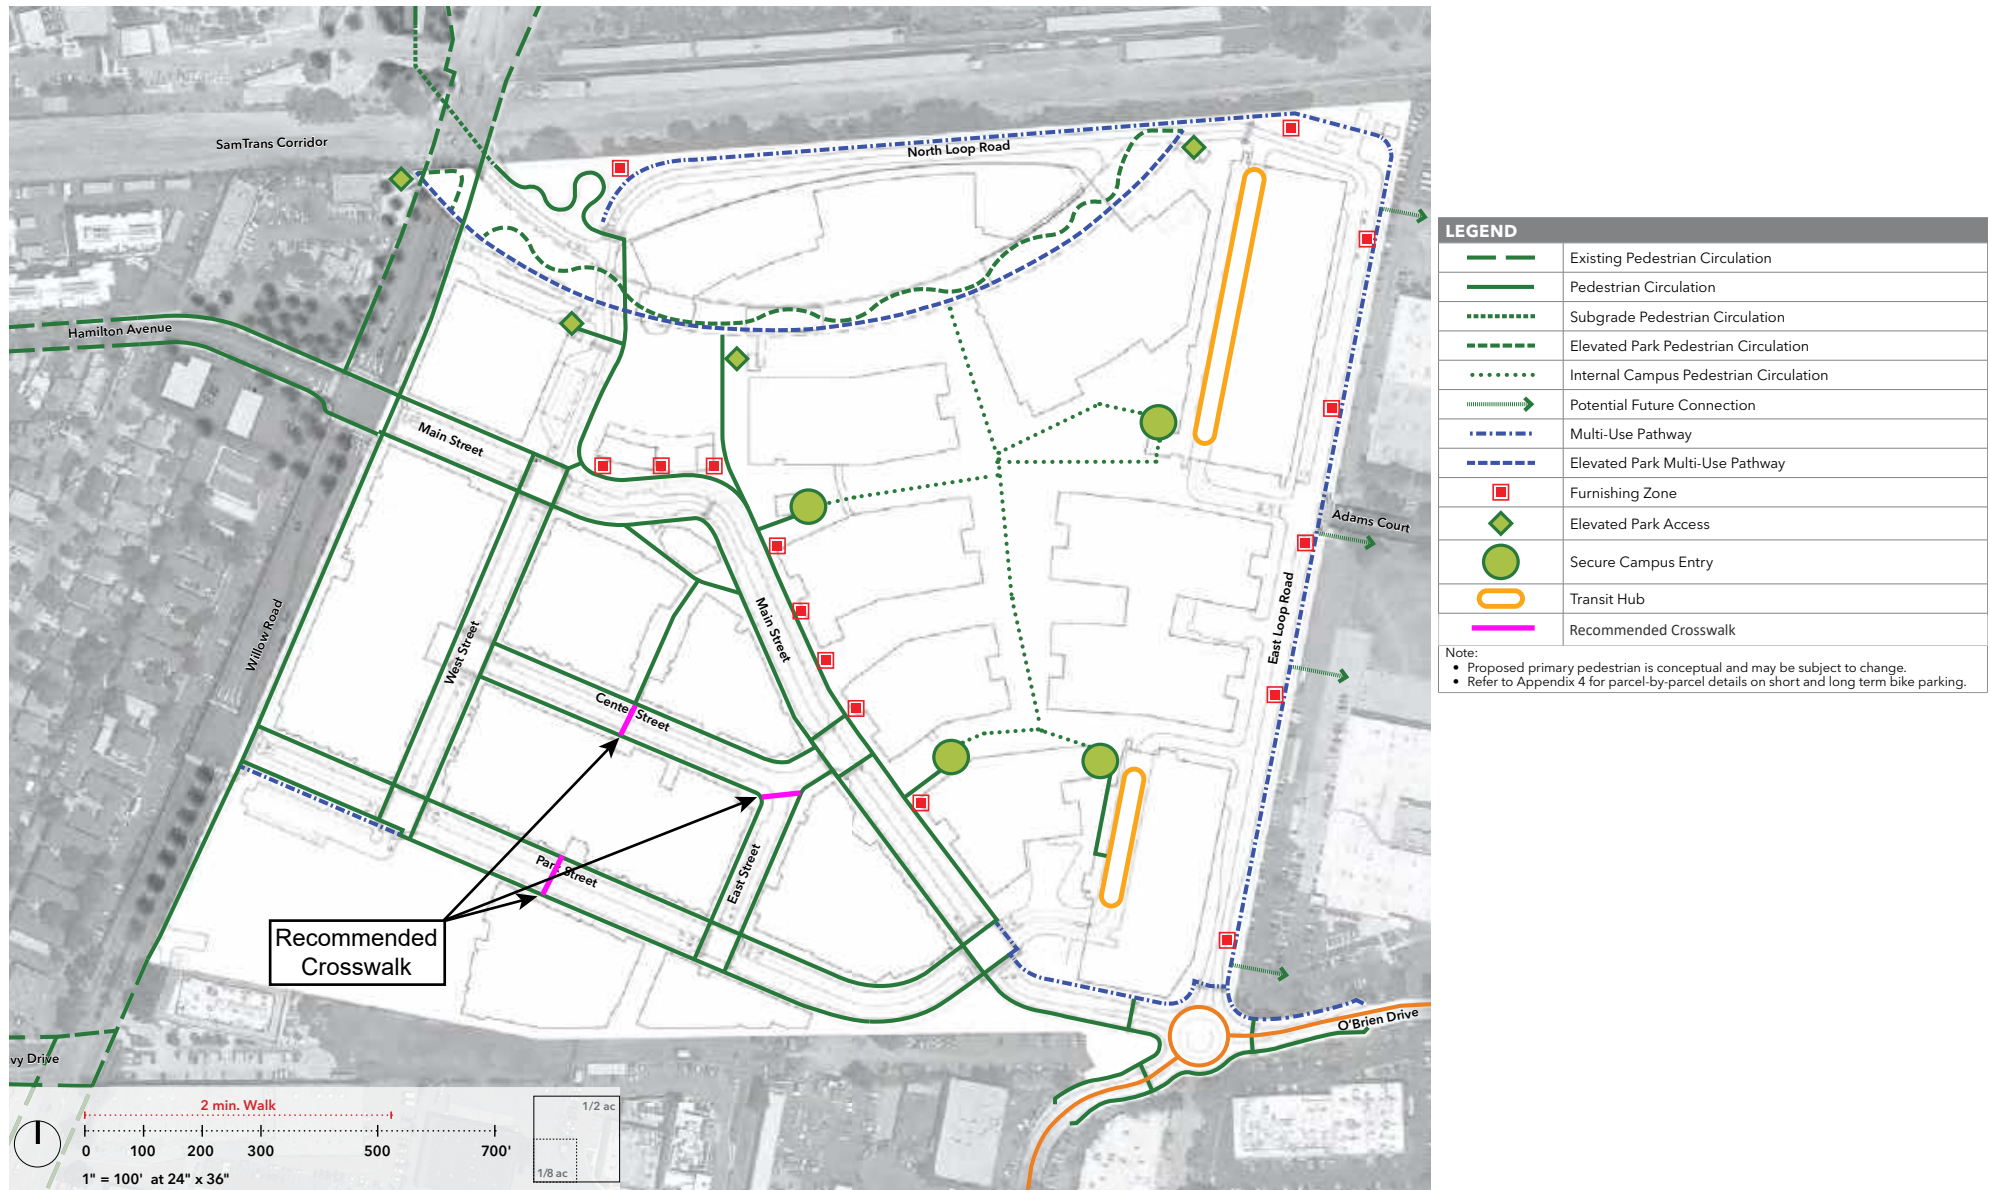 SamTrans Corridor
North Loop Road
Hamilton Avenue
Main Street
Adams Court
Willow Road
West Street
Main Street
East Loop Road
Center Street
Park Street
East Street
Recommended
Crosswalk
O'Brien Drive
vy Drive
2 min. Walk
0 100 200 300 500 700'
1" = 100' at 24" x 36"
1/2 ac
1/8 ac
LEGEND
Existing Pedestrian Circulation
Pedestrian Circulation
Subgrade Pedestrian Circulation
Elevated Park Pedestrian Circulation
Internal Campus Pedestrian Circulation
Potential Future Connection
Multi-Use Pathway
Elevated Park Multi-Use Pathway
Furnishing Zone
Elevated Park Access
Secure Campus Entry
Transit Hub
Recommended Crosswalk
Note:
• Proposed primary pedestrian is conceptual and may be subject to change.
• Refer to Appendix 4 for parcel-by-parcel details on short and long term bike parking.